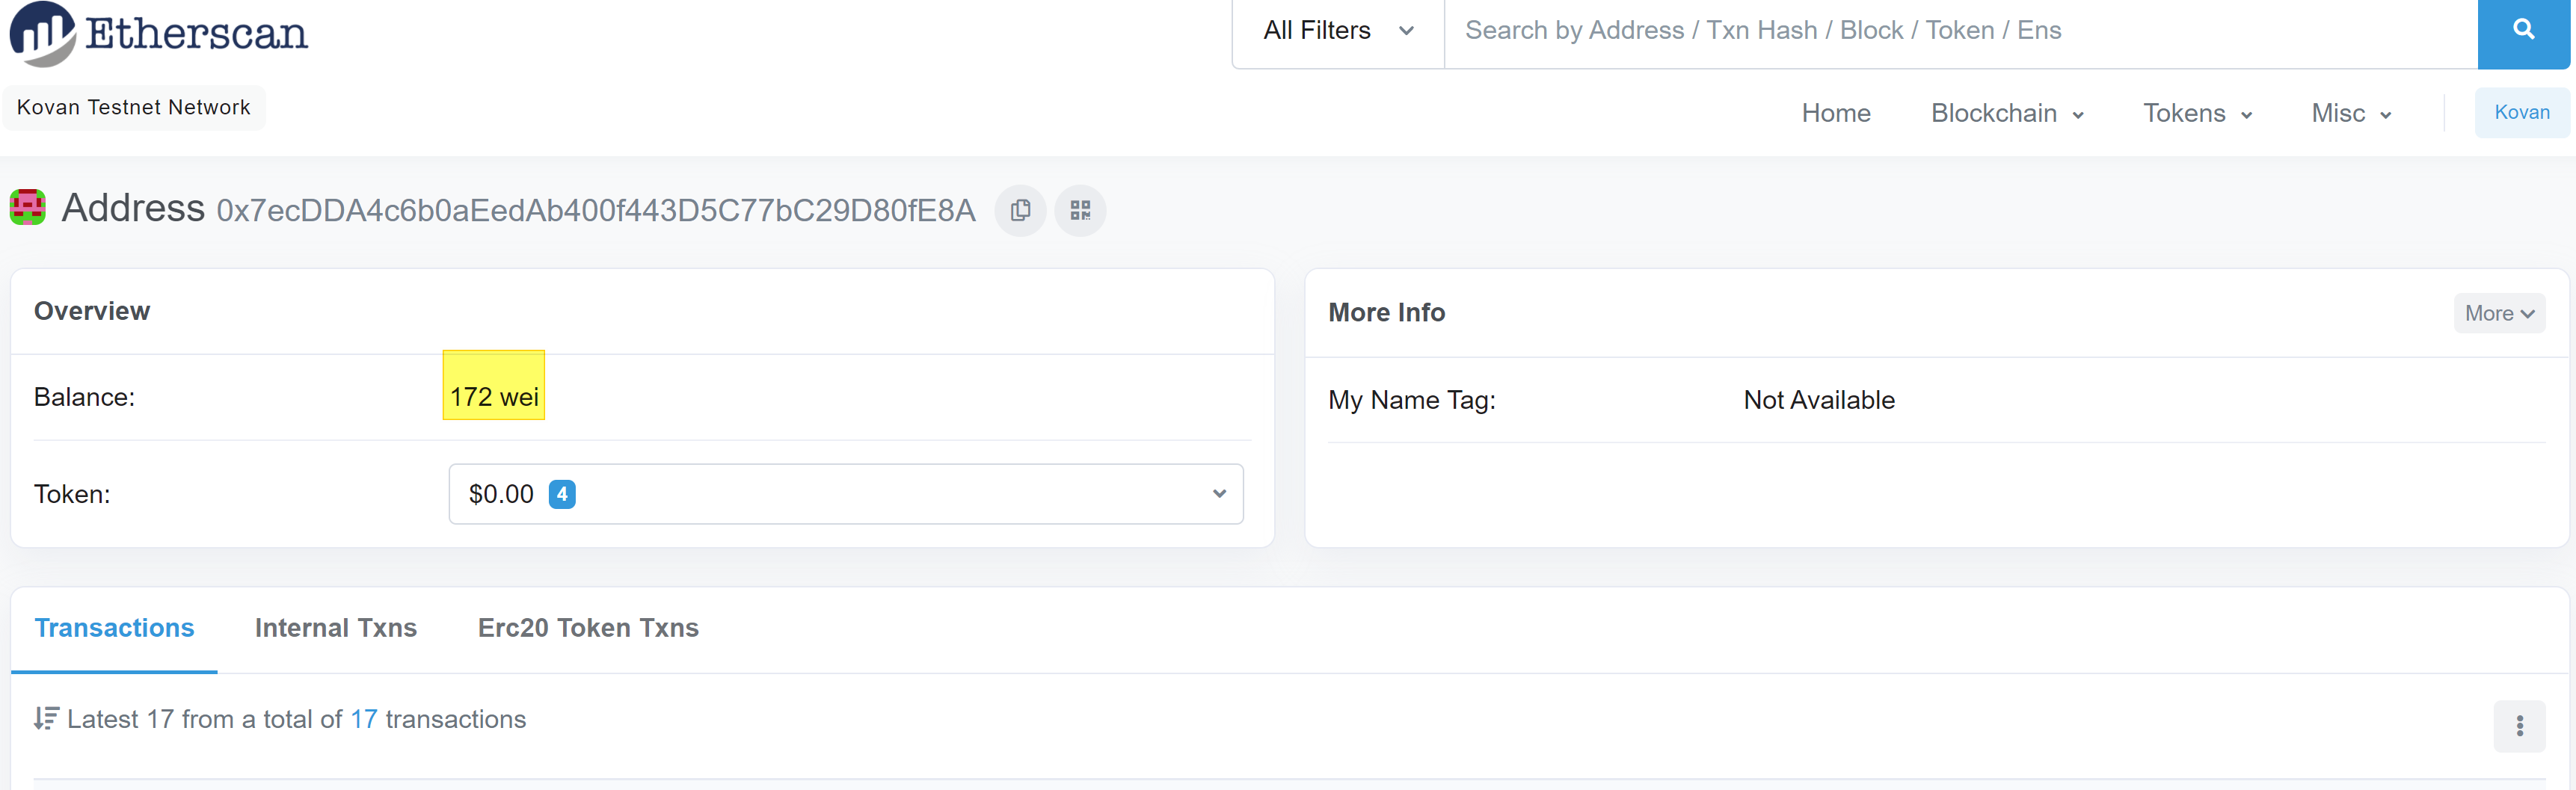 Etherscan
All Filters
Search by Address / Txn Hash / Block / Token / Ens
Kovan Testnet Network
Home
Blockchain
Tokens
Misc
Kovan
Address 0x7ecDDA4c6b0aEedAb400f443D5C77bC29D80fE8A
Overview
Balance: 172 wei
Token: $0.00 4
More Info
More
My Name Tag: Not Available
Transactions
Internal Txns
Erc20 Token Txns
Latest 17 from a total of 17 transactions